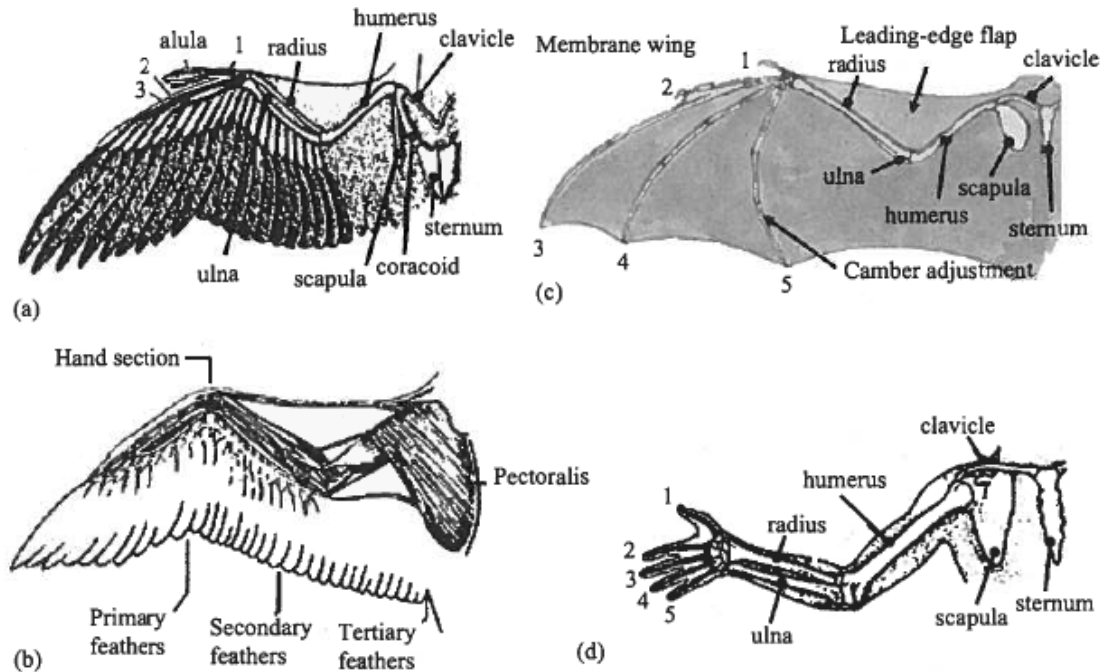 alula
1
radius
humerus
clavicle
2
3
ulna
scapula
coracoid
sternum
(a)
Membrane wing
1
2
radius
Leading-edge flap
clavicle
ulna
humerus
scapula
sternum
3
4
5
Camber adjustment
(c)
Hand section
Pectoralis
Primary
feathers
Secondary
feathers
Tertiary
feathers
(b)
clavicle
humerus
radius
1
2
3
4
5
ulna
scapula
sternum
(d)